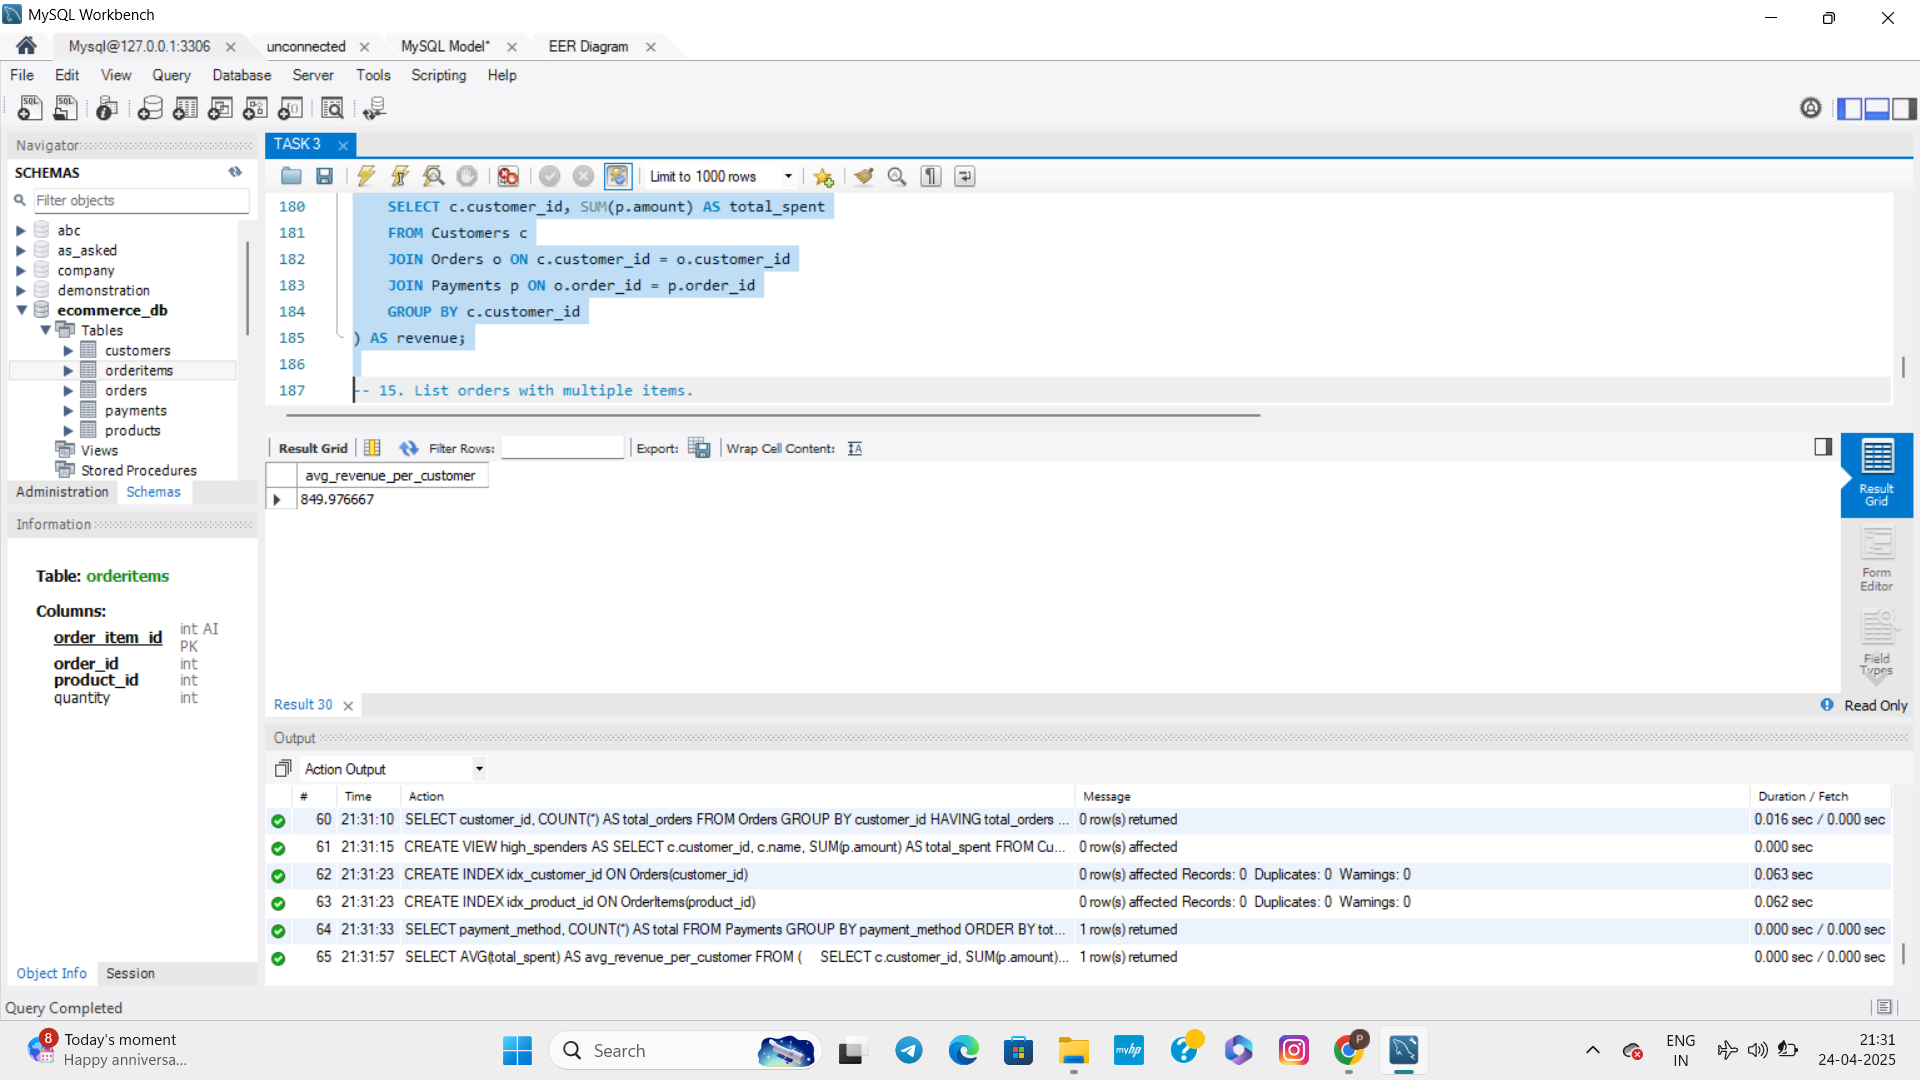 MySQL Workbench
Mysql@127.0.0.1:3306
unconnected
MySQL Model*
EER Diagram
File Edit View Query Database Server Tools Scripting Help
Navigator
TASK 3
SCHEMAS
Limit to 1000 rows
Filter objects
abc
as_asked
company
demonstration
ecommerce_db
Tables
customers
orderitems
orders
payments
products
Views
Stored Procedures
Administration Schemas
180 SELECT c.customer_id, SUM(p.amount) AS total_spent
181 FROM Customers c
182 JOIN Orders o ON c.customer_id = o.customer_id
183 JOIN Payments p ON o.order_id = p.order_id
184 GROUP BY c.customer_id
185 ) AS revenue;
186
187 -- 15. List orders with multiple items.
Result Grid Filter Rows: Export: Wrap Cell Content:
avg_revenue_per_customer
849.976667
Result Grid
Form Editor
Field Types
Information
Table: orderitems
Columns:
order_item_id int AI PK
order_id int
product_id int
quantity int
Result 30
Read Only
Output
Action Output
# Time Action Message Duration / Fetch
60 21:31:10 SELECT customer_id, COUNT(*) AS total_orders FROM Orders GROUP BY customer_id HAVING total_orders ... 0 row(s) returned 0.016 sec / 0.000 sec
61 21:31:15 CREATE VIEW high_spenders AS SELECT c.customer_id, c.name, SUM(p.amount) AS total_spent FROM Cu... 0 row(s) affected 0.000 sec
62 21:31:23 CREATE INDEX idx_customer_id ON Orders(customer_id) 0 row(s) affected Records: 0 Duplicates: 0 Warnings: 0 0.063 sec
63 21:31:23 CREATE INDEX idx_product_id ON OrderItems(product_id) 0 row(s) affected Records: 0 Duplicates: 0 Warnings: 0 0.062 sec
64 21:31:33 SELECT payment_method, COUNT(*) AS total FROM Payments GROUP BY payment_method ORDER BY tot... 1 row(s) returned 0.000 sec / 0.000 sec
65 21:31:57 SELECT AVG(total_spent) AS avg_revenue_per_customer FROM ( SELECT c.customer_id, SUM(p.amount)... 1 row(s) returned 0.000 sec / 0.000 sec
Object Info Session
Query Completed
8
Today's moment
Happy anniversa...
Search
myhp
P
ENG
IN
21:31
24-04-2025